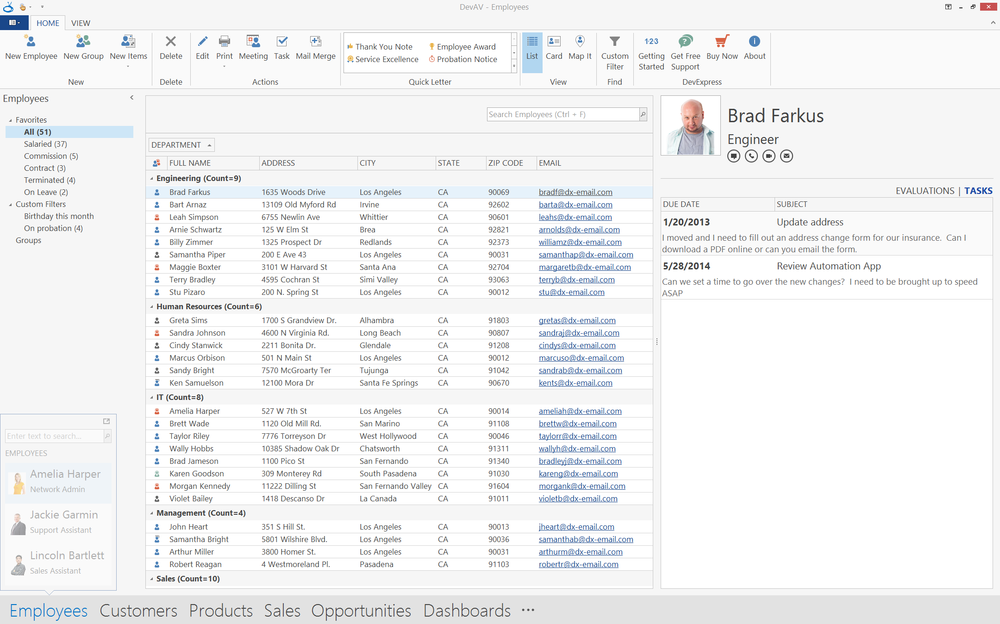 DevAV - Employees
HOME VIEW
New Employee New Group New Items Delete Edit Print Meeting Task Mail Merge
Thank You Note Employee Award
Service Excellence Probation Notice
List Card Map It Custom Filter 1·2·3 Getting Started Get Free Support Buy Now About
New Delete Actions Quick Letter View Find DevExpress
Employees
Favorites
All (51)
Salaried (37)
Commission (5)
Contract (3)
Terminated (4)
On Leave (2)
Custom Filters
Birthday this month
On probation (4)
Groups
Enter text to search...
EMPLOYEES
Amelia Harper
Network Admin
Jackie Garmin
Support Assistant
Lincoln Bartlett
Sales Assistant
Search Employees (Ctrl + F)
DEPARTMENT
FULL NAME ADDRESS CITY STATE ZIP CODE EMAIL
Engineering (Count=9)
Brad Farkus 1635 Woods Drive Los Angeles CA 90069 bradf@dx-email.com
Bart Arnaz 13109 Old Myford Rd Irvine CA 92602 barta@dx-email.com
Leah Simpson 6755 Newlin Ave Whittier CA 90601 leahs@dx-email.com
Arnie Schwartz 125 W Elm St Brea CA 92821 arnolds@dx-email.com
Billy Zimmer 1325 Prospect Dr Redlands CA 92373 williamz@dx-email.com
Samantha Piper 200 E Ave 43 Los Angeles CA 90031 samanthap@dx-email.com
Maggie Boxter 3101 W Harvard St Santa Ana CA 92704 margaretb@dx-email.com
Terry Bradley 4595 Cochran St Simi Valley CA 93063 terryb@dx-email.com
Stu Pizaro 200 N. Spring St Los Angeles CA 90012 stu@dx-email.com
Human Resources (Count=6)
Greta Sims 1700 S Grandview Dr. Alhambra CA 91803 gretas@dx-email.com
Sandra Johnson 4600 N Virginia Rd. Long Beach CA 90807 sandraj@dx-email.com
Cindy Stanwick 2211 Bonita Dr. Glendale CA 91208 cindys@dx-email.com
Marcus Orbison 501 N Main St Los Angeles CA 90012 marcuso@dx-email.com
Sandy Bright 7570 McGroarty Ter Tujunga CA 91042 sandrab@dx-email.com
Ken Samuelson 12100 Mora Dr Santa Fe Springs CA 90670 kents@dx-email.com
IT (Count=8)
Amelia Harper 527 W 7th St Los Angeles CA 90014 ameliah@dx-email.com
Brett Wade 1120 Old Mill Rd. San Marino CA 91108 brettw@dx-email.com
Taylor Riley 7776 Torreyson Dr West Hollywood CA 90046 taylorr@dx-email.com
Wally Hobbs 10385 Shadow Oak Dr Chatsworth CA 91311 wallyh@dx-email.com
Brad Jameson 1100 Pico St San Fernando CA 91340 bradleyj@dx-email.com
Karen Goodson 309 Monterey Rd South Pasadena CA 91030 kareng@dx-email.com
Morgan Kennedy 11222 Dilling St San Fernando Valley CA 91604 morgank@dx-email.com
Violet Bailey 1418 Descanso Dr La Canada CA 91011 violetb@dx-email.com
Management (Count=4)
John Heart 351 S Hill St. Los Angeles CA 90013 jheart@dx-email.com
Samantha Bright 5801 Wilshire Blvd. Los Angeles CA 90036 samanthab@dx-email.com
Arthur Miller 3800 Homer St. Los Angeles CA 90031 arthurm@dx-email.com
Robert Reagan 4 Westmoreland Pl. Pasadena CA 91103 robertr@dx-email.com
Sales (Count=10)
Brad Farkus
Engineer
EVALUATIONS | TASKS
DUE DATE SUBJECT
1/20/2013 Update address
I moved and I need to fill out an address change form for our insurance. Can I
download a PDF online or can you email the form.
5/28/2014 Review Automation App
Can we set a time to go over the new changes? I need to be brought up to speed
ASAP
Employees Customers Products Sales Opportunities Dashboards ···